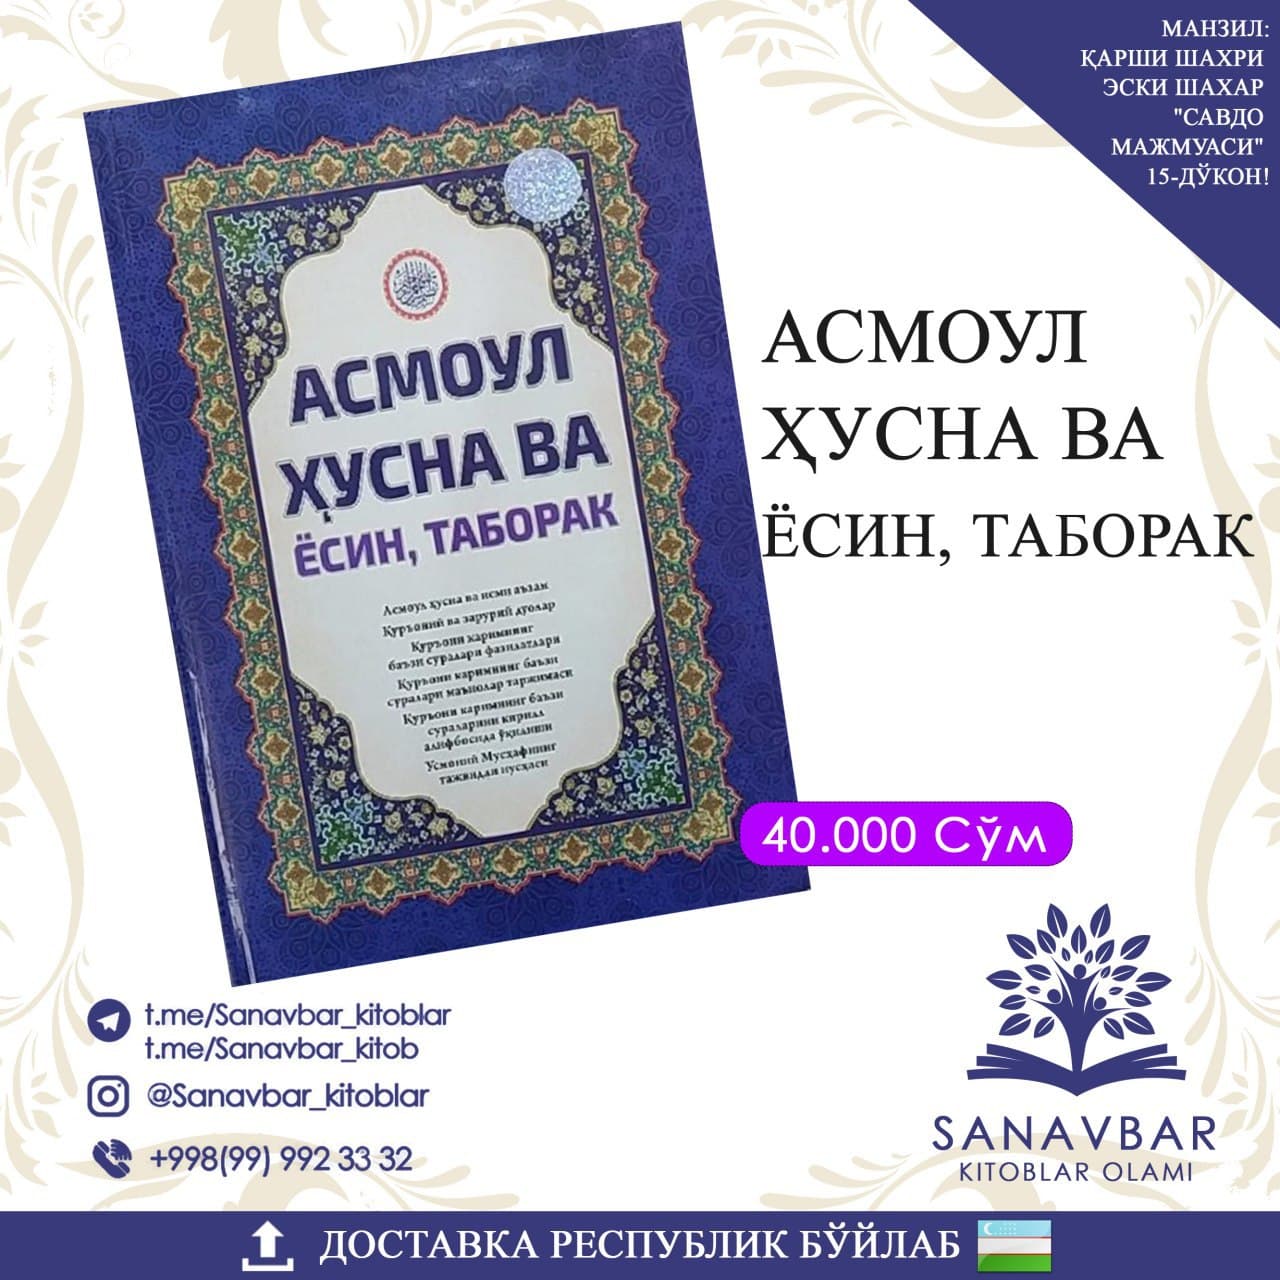 МАНЗИЛ:
ҚАРШИ ШАХРИ
ЭСКИ ШАХАР
"САВДО
МАЖМУАСИ"
15-ДЎКОН!
АСМОУЛ
ҲУСНА ВА
ЁСИН, ТАБОРАК
Асмоул ҳусна ва исми аъзам
Қуръоний ва зарурий дуолар
Қуръони каримнинг
баъзи суралари фазилатлари
Қуръони каримнинг баъзи
суралари маънолар таржимаси
Қуръони каримнинг баъзи
сураларини кирилл
алифбосида ўқилиши
Усмоний Мусҳафнинг
тажвидли нусҳаси
АСМОУЛ
ҲУСНА ВА
ЁСИН, ТАБОРАК
40.000 Сўм
t.me/Sanavbar_kitoblar
t.me/Sanavbar_kitob
@Sanavbar_kitoblar
+998(99) 992 33 32
SANAVBAR
KITOBLAR OLAMI
ДОСТАВКА РЕСПУБЛИК БЎЙЛАБ